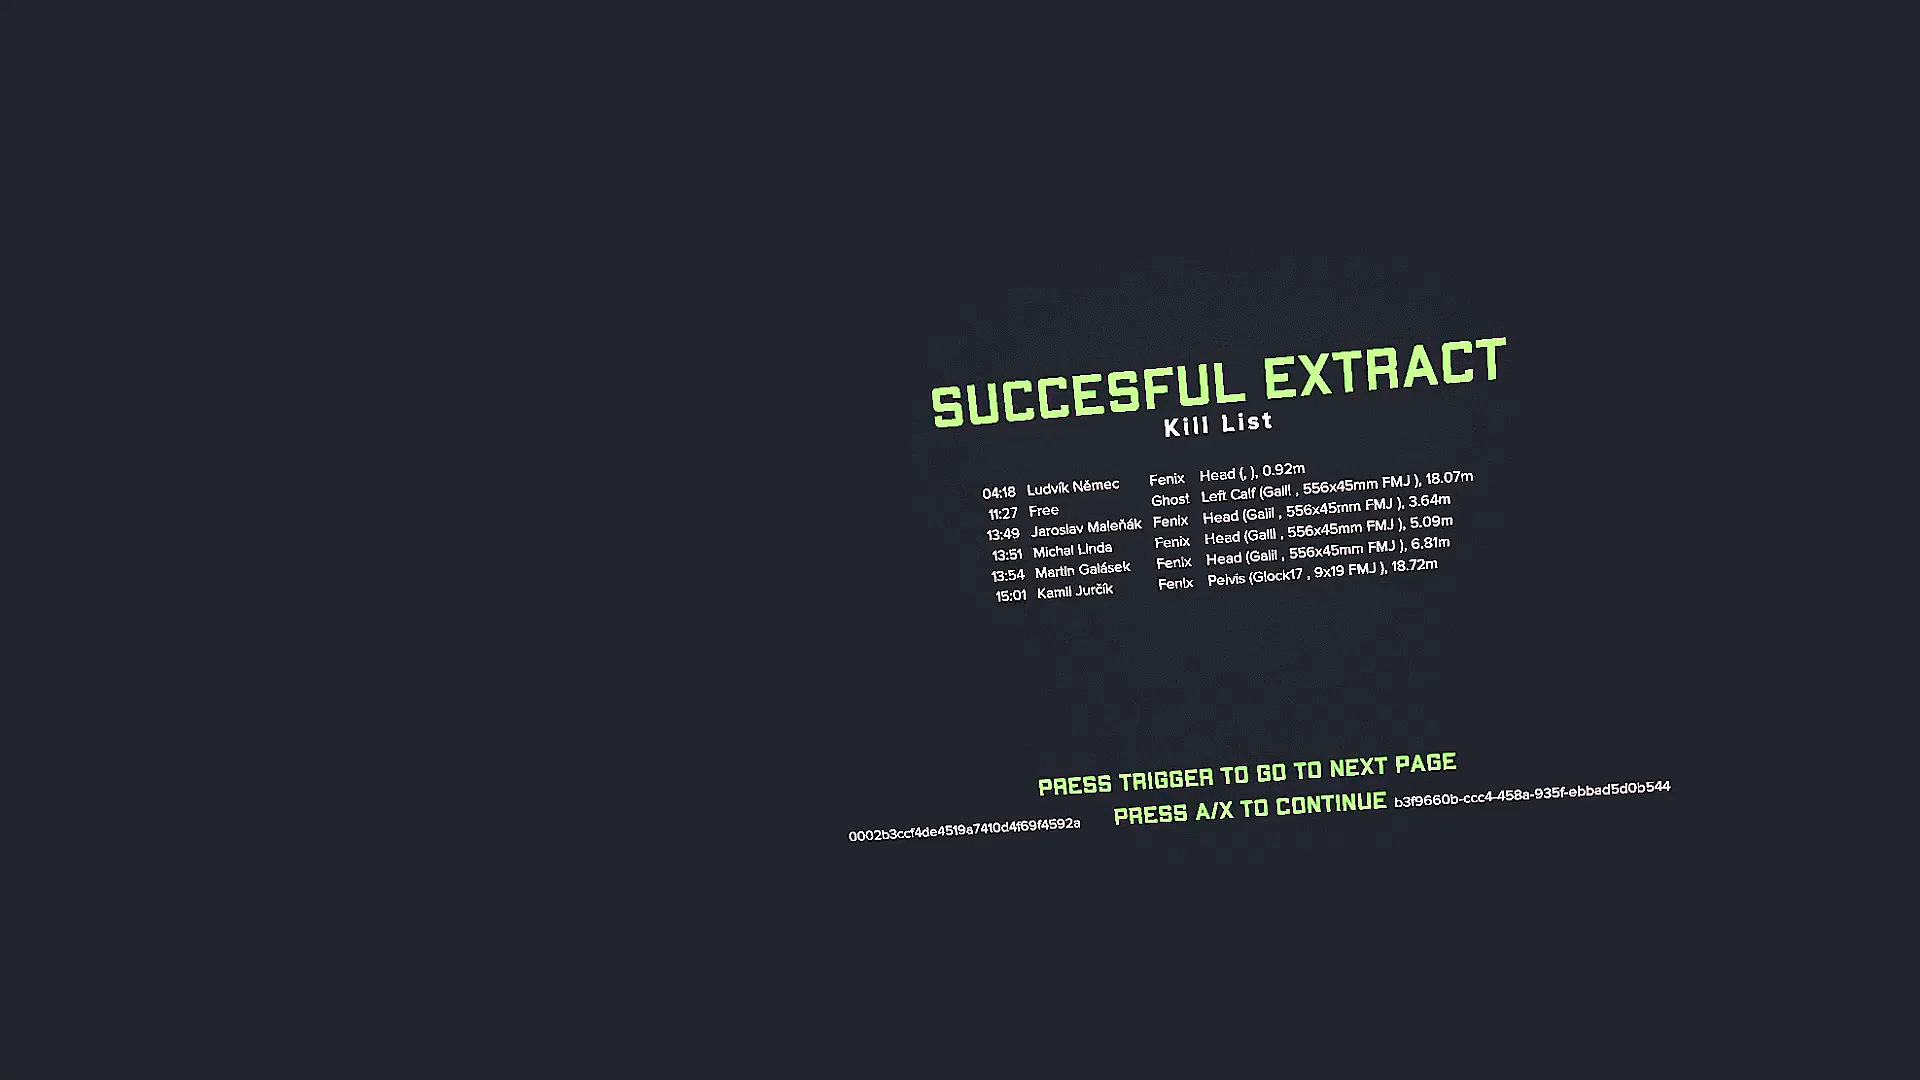 SUCCESFUL EXTRACT
Kill List
04:18 Ludvík Němec Fenix Head (, ), 0.92m
11:27 Free Ghost Left Calf (Galil , 556x45mm FMJ ), 18.07m
13:49 Jaroslav Maleňák Fenix Head (Galil , 556x45mm FMJ ), 3.64m
13:51 Michal Linda Fenix Head (Galil , 556x45mm FMJ ), 5.09m
13:54 Martin Galásek Fenix Head (Galil , 556x45mm FMJ ), 6.81m
15:01 Kamil Jurčík Fenix Pelvis (Glock17 , 9x19 FMJ ), 18.72m
PRESS TRIGGER TO GO TO NEXT PAGE
PRESS A/X TO CONTINUE
0002b3ccf4de4519a7410d4f69f4592a
b3f9660b-ccc4-458a-935f-ebbad5d0b544